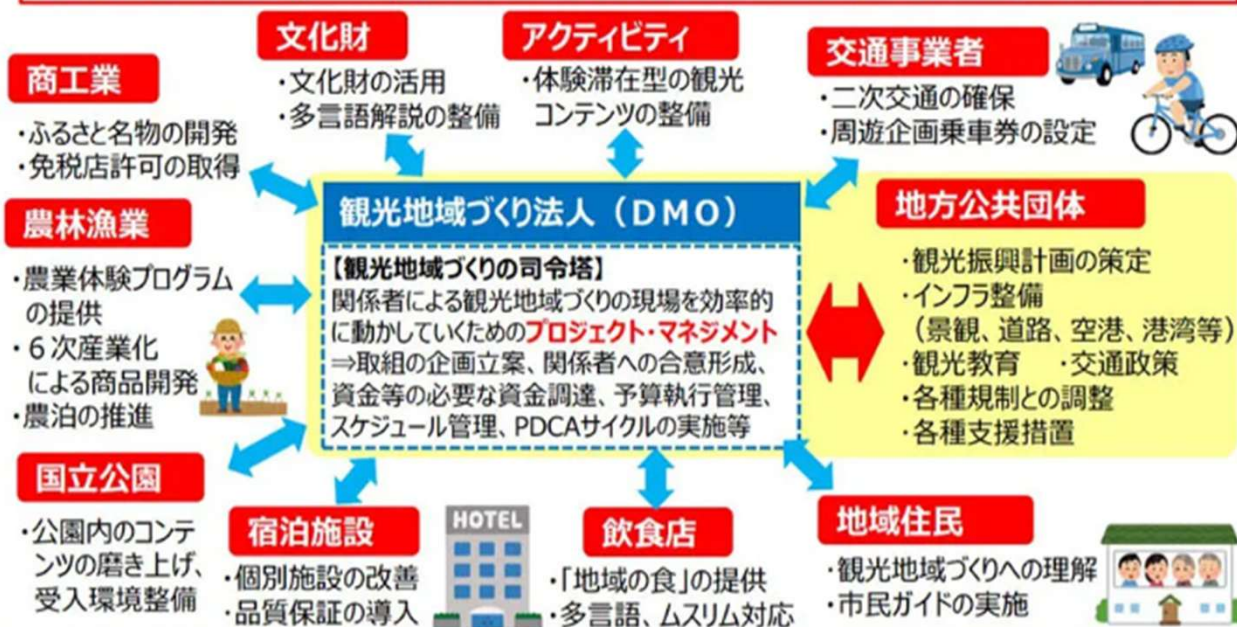 文化財
・文化財の活用
・多言語解説の整備
アクティビティ
・体験滞在型の観光
コンテンツの整備
交通事業者
・二次交通の確保
・周遊企画乗車券の設定
商工業
・ふるさと名物の開発
・免税店許可の取得
農林漁業
・農業体験プログラム
の提供
・６次産業化
による商品開発
・農泊の推進
観光地域づくり法人（ＤＭＯ）
【観光地域づくりの司令塔】
関係者による観光地域づくりの現場を効率的
に動かしていくためのプロジェクト・マネジメント
⇒取組の企画立案、関係者への合意形成、
資金等の必要な資金調達、予算執行管理、
スケジュール管理、PDCAサイクルの実施等
地方公共団体
・観光振興計画の策定
・インフラ整備
（景観、道路、空港、港湾等）
・観光教育　・交通政策
・各種規制との調整
・各種支援措置
国立公園
・公園内のコンテ
ンツの磨き上げ、
受入環境整備
宿泊施設
・個別施設の改善
・品質保証の導入
HOTEL
飲食店
・「地域の食」の提供
・多言語、ムスリム対応
地域住民
・観光地域づくりへの理解
・市民ガイドの実施